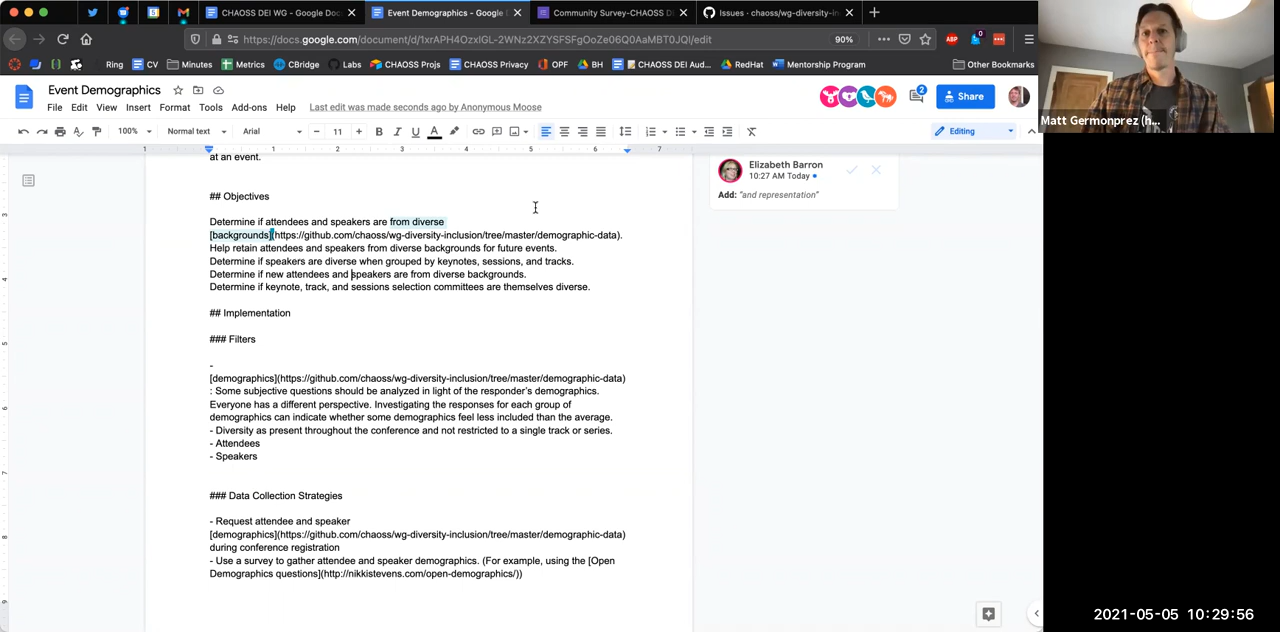 CHAOSS DEI WG - Google Doc
Event Demographics - Google
Community Survey-CHAOSS D
Issues · chaoss/wg-diversity-in
https://docs.google.com/document/d/1xrAPH4OzxIGL-2WNz2XZYSFSFgOoZe06Q0AaMBT0JQI/edit
90%
ABP
0
Ring
CV
Minutes
Metrics
CBridge
Labs
CHAOSS Projs
CHAOSS Privacy
OPF
BH
CHAOSS DEI Aud...
RedHat
Mentorship Program
Other Bookmarks
Event Demographics
File Edit View Insert Format Tools Add-ons Help
Last edit was made seconds ago by Anonymous Moose
2
Share
100%
Normal text
Arial
11
Editing
1 1 2 3 4 5 6 7
at an event.
## Objectives
Determine if attendees and speakers are from diverse
[backgrounds](https://github.com/chaoss/wg-diversity-inclusion/tree/master/demographic-data).
Help retain attendees and speakers from diverse backgrounds for future events.
Determine if speakers are diverse when grouped by keynotes, sessions, and tracks.
Determine if new attendees and speakers are from diverse backgrounds.
Determine if keynote, track, and sessions selection committees are themselves diverse.
## Implementation
### Filters
-
[demographics](https://github.com/chaoss/wg-diversity-inclusion/tree/master/demographic-data)
: Some subjective questions should be analyzed in light of the responder's demographics.
Everyone has a different perspective. Investigating the responses for each group of
demographics can indicate whether some demographics feel less included than the average.
- Diversity as present throughout the conference and not restricted to a single track or series.
- Attendees
- Speakers
### Data Collection Strategies
- Request attendee and speaker
[demographics](https://github.com/chaoss/wg-diversity-inclusion/tree/master/demographic-data)
during conference registration
- Use a survey to gather attendee and speaker demographics. (For example, using the [Open
Demographics questions](http://nikkistevens.com/open-demographics/))
Elizabeth Barron
10:27 AM Today
Add: "and representation"
Matt Germonprez (h...
2021-05-05 10:29:56